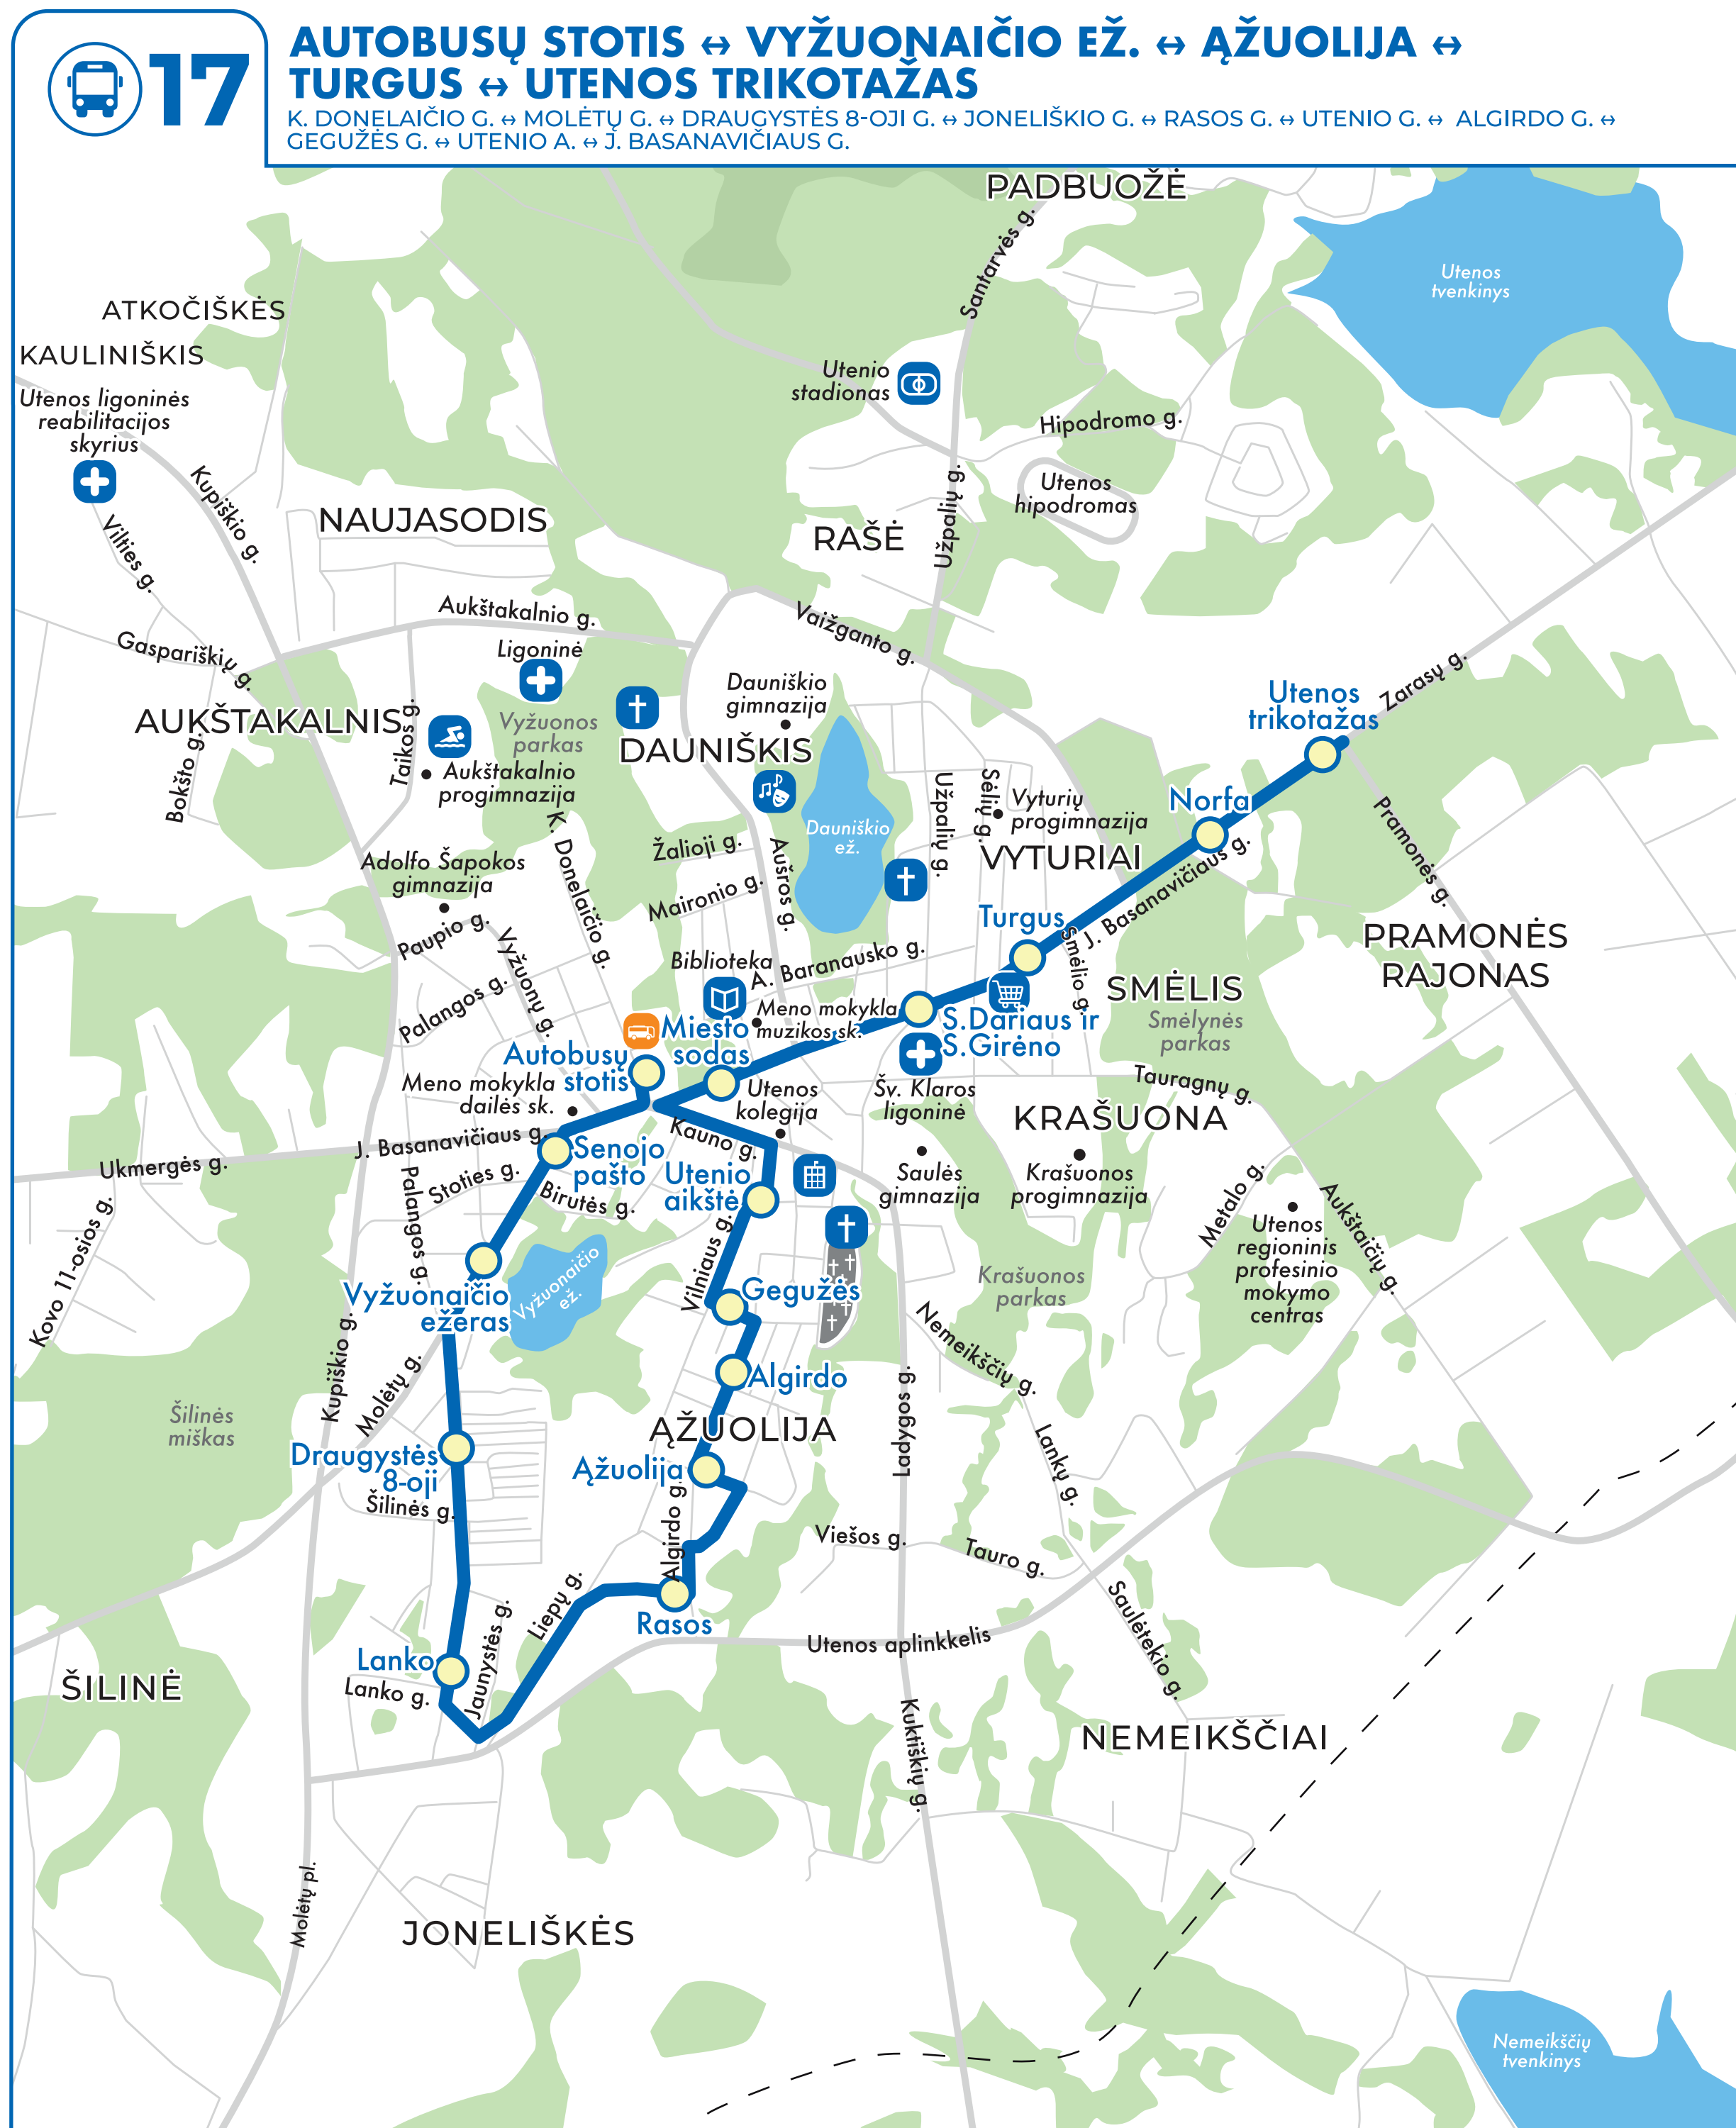 17
AUTOBUSŲ STOTIS ↔ VYŽUONAIČIO EŽ. ↔ ĄŽUOLIJA ↔
TURGUS ↔ UTENOS TRIKOTAŽAS
K. DONELAIČIO G. ↔ MOLĖTŲ G. ↔ DRAUGYSTĖS 8-OJI G. ↔ JONELIŠKIO G. ↔ RASOS G. ↔ UTENIO G. ↔ ALGIRDO G. ↔
GEGUŽĖS G. ↔ UTENIO A. ↔ J. BASANAVIČIAUS G.
PADBUOŽĖ
Santarvės g.
Utenos
tvenkinys
ATKOČIŠKĖS
KAULINIŠKIS
Utenos ligoninės
reabilitacijos
skyrius
Utenio
stadionas
Hipodromo g.
Utenos
hipodromas
Kupiškio g.
Vilties g.
NAUJASODIS
RAŠĖ
Užpalių g.
Aukštakalnio g.
Vaižganto g.
Gaspariškių g.
Ligoninė
Vyžuonos
parkas
AUKŠTAKALNIS
Taikos g.
Bokšto g.
Aukštakalnio
progimnazija
Dauniškio
gimnazija
DAUNIŠKIS
Utenos
trikotažas
Zarasų g.
Norfa
Pramonės g.
Užpalių g.
Sėlių g.
Vyturių
progimnazija
VYTURIAI
Dauniškio
ež.
K. Donelaičio g.
Žalioji g.
Aušros g.
Maironio g.
Adolfo Šapokos
gimnazija
Paupio g.
Vyžuonų g.
Palangos g.
J. Basanavičiaus g.
Turgus
Smėlio g.
PRAMONĖS
RAJONAS
SMĖLIS
Smėlynės
parkas
Biblioteka
A. Baranausko g.
Meno mokykla
muzikos sk.
Miesto
sodas
S.Dariaus ir
S.Girėno
Autobusų
stotis
Meno mokykla
dailės sk.
Utenos
kolegija
Šv. Klaros
ligoninė
Tauragnų g.
KRAŠUONA
J. Basanavičiaus g.
Ukmergės g.
Kauno g.
Senojo
pašto
Utenio
aikštė
Saulės
gimnazija
Krašuonos
progimnazija
Palangos g.
Stoties g.
Birutės g.
Metalo g.
Aukštaičių g.
Utenos
regioninis
profesinio
mokymo
centras
Kovo 11-osios g.
Vilniaus g.
Vyžuonaičio
ež.
Vyžuonaičio
ežeras
Gegužės
Krašuonos
parkas
Nemeikščių g.
Kupiškio g.
Molėtų g.
Algirdo
Šilinės
miškas
ĄŽUOLIJA
Ladygos g.
Lankų g.
Draugystės
8-oji
Šilinės g.
Ąžuolija
Algirdo g.
Viešos g.
Tauro g.
Liepų g.
Rasos
Saulėtekio g.
Utenos aplinkkelis
Lanko
Lanko g.
Jaunystės g.
ŠILINĖ
Kuktiškių g.
NEMEIKŠČIAI
Molėtų pl.
JONELIŠKĖS
Nemeikščių
tvenkinys